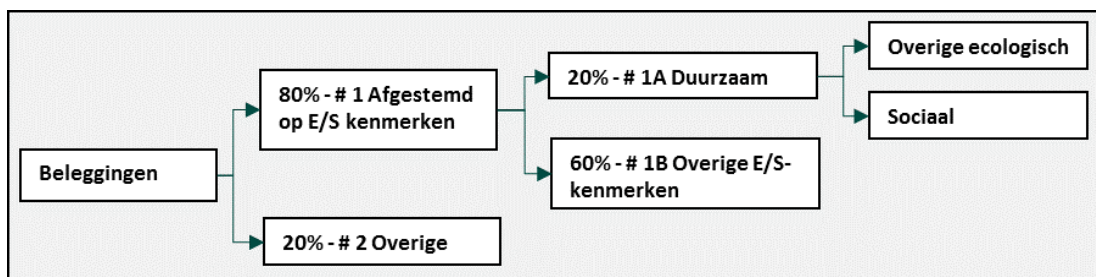 Beleggingen
80% - # 1 Afgestemd
op E/S kenmerken
20% - # 2 Overige
20% - # 1A Duurzaam
60% - # 1B Overige E/S-
kenmerken
Overige ecologisch
Sociaal